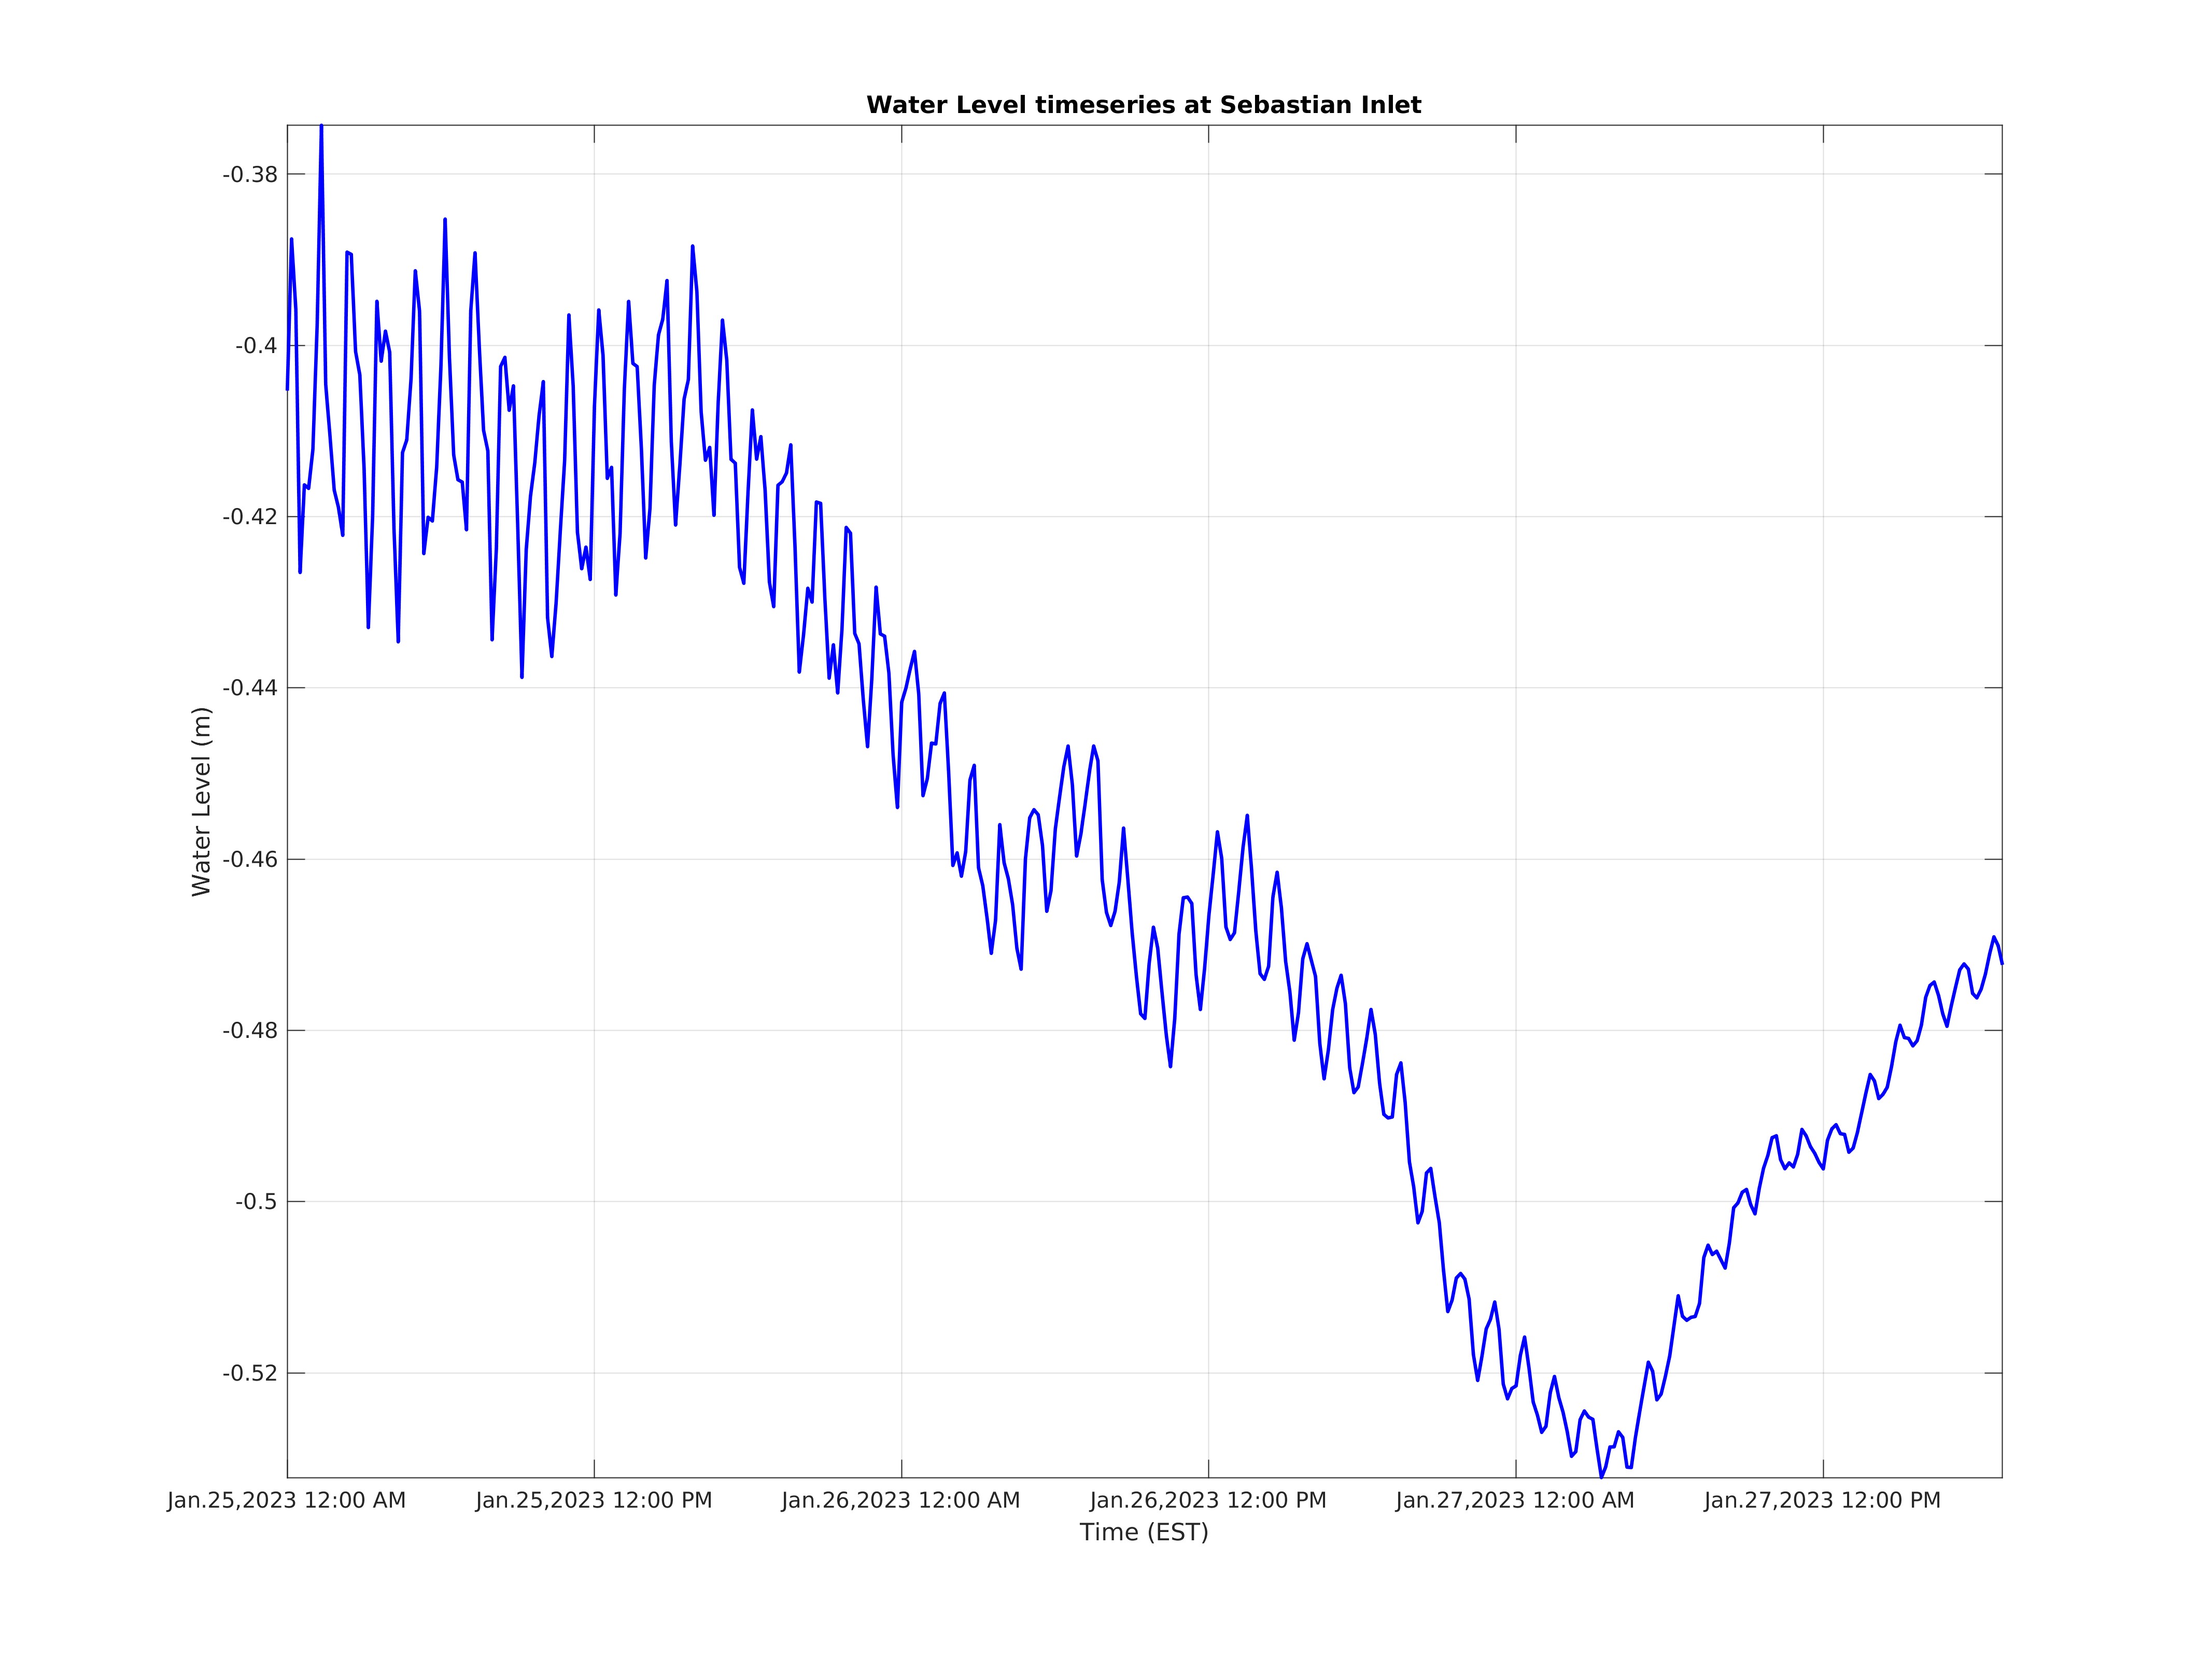 Water Level timeseries at Sebastian Inlet
-0.38
-0.4
-0.42
-0.44
-0.46
-0.48
-0.5
-0.52
Water Level (m)
Jan.25,2023 12:00 AM Jan.25,2023 12:00 PM Jan.26,2023 12:00 AM Jan.26,2023 12:00 PM Jan.27,2023 12:00 AM Jan.27,2023 12:00 PM
Time (EST)